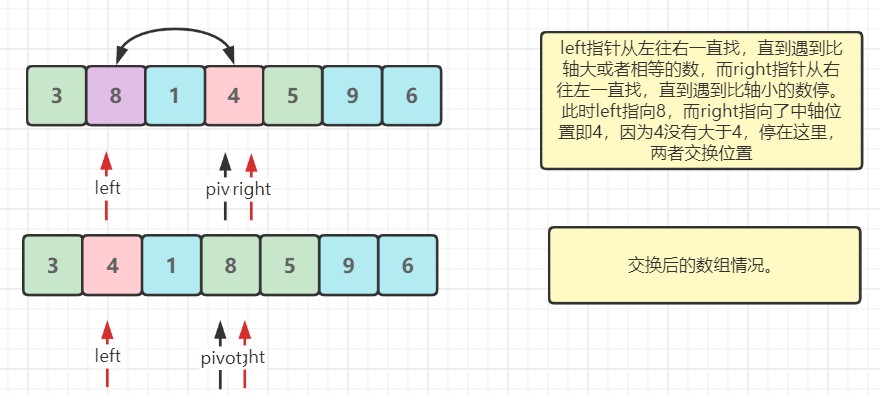 3 8 1 4 5 9 6
left指针从左往右一直找，直到遇到比
轴大或者相等的数，而right指针从右
往左一直找，直到遇到比轴小的数停。
此时left指向8，而right指向了中轴位
置即4，因为4没有大于4，停在这里，
两者交换位置
left piv right
3 4 1 8 5 9 6
交换后的数组情况。
left pivot ght